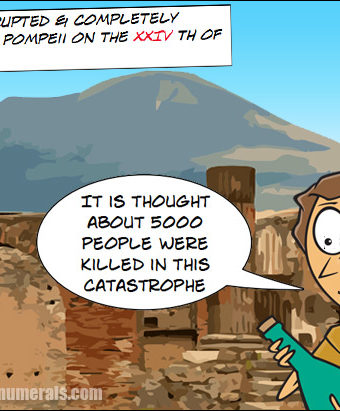 RUPTED & COMPLETELY
POMPEII ON THE XXIV TH OF
IT IS THOUGHT
ABOUT 5000
PEOPLE WERE
KILLED IN THIS
CATASTROPHE
numerals.com